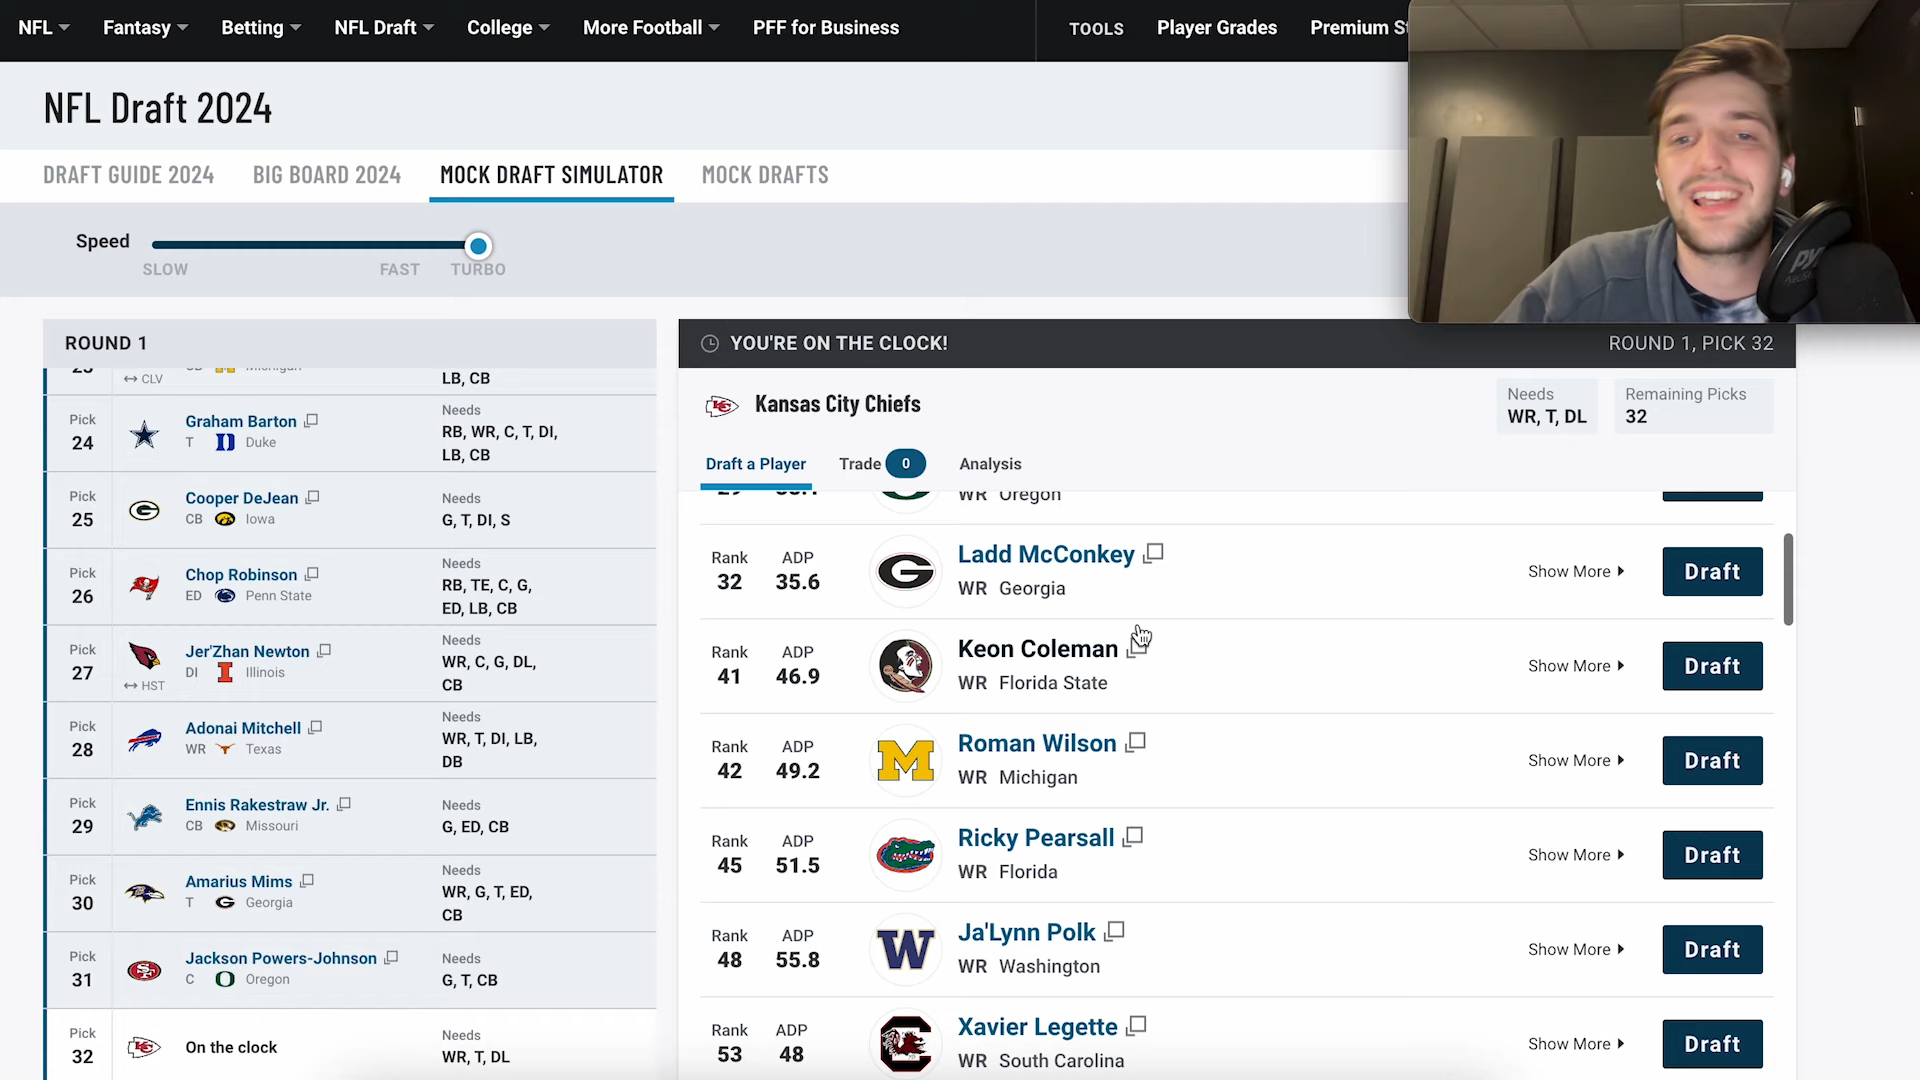 NFL Fantasy Betting NFL Draft College More Football PFF for Business TOOLS Player Grades Premium
NFL Draft 2024
DRAFT GUIDE 2024 BIG BOARD 2024 MOCK DRAFT SIMULATOR MOCK DRAFTS
Speed
SLOW FAST TURBO
ROUND 1
↔ CLV
LB, CB
Pick
24
Graham Barton
T Duke
Needs
RB, WR, C, T, DI,
LB, CB
Pick
25
Cooper DeJean
CB Iowa
Needs
G, T, DI, S
Pick
26
Chop Robinson
ED Penn State
Needs
RB, TE, C, G,
ED, LB, CB
Pick
27
↔ HST
Jer'Zhan Newton
DI Illinois
Needs
WR, C, G, DL,
CB
Pick
28
Adonai Mitchell
WR Texas
Needs
WR, T, DI, LB,
DB
Pick
29
Ennis Rakestraw Jr.
CB Missouri
Needs
G, ED, CB
Pick
30
Amarius Mims
T Georgia
Needs
WR, G, T, ED,
CB
Pick
31
Jackson Powers-Johnson
C Oregon
Needs
G, T, CB
Pick
32
On the clock
Needs
WR, T, DL
YOU'RE ON THE CLOCK! ROUND 1, PICK 32
Kansas City Chiefs
Needs
WR, T, DL
Remaining Picks
32
Draft a Player Trade 0 Analysis
WR Oregon
Rank
32
ADP
35.6
Ladd McConkey
WR Georgia
Show More
Draft
Rank
41
ADP
46.9
Keon Coleman
WR Florida State
Show More
Draft
Rank
42
ADP
49.2
Roman Wilson
WR Michigan
Show More
Draft
Rank
45
ADP
51.5
Ricky Pearsall
WR Florida
Show More
Draft
Rank
48
ADP
55.8
Ja'Lynn Polk
WR Washington
Show More
Draft
Rank
53
ADP
48
Xavier Legette
WR South Carolina
Show More
Draft